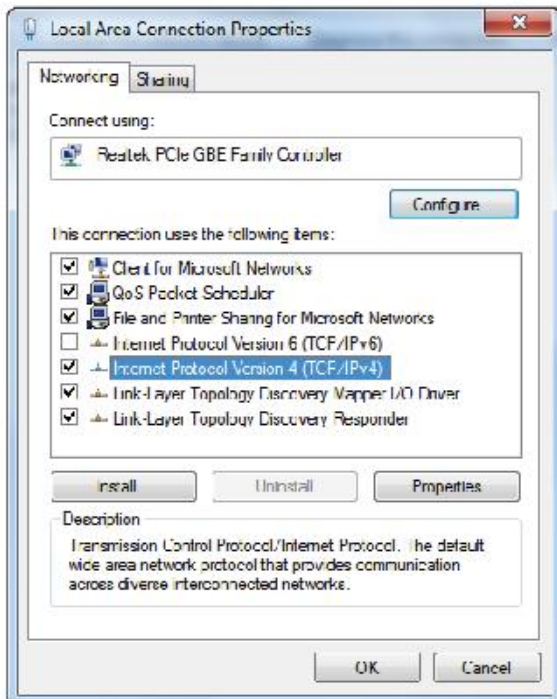 Local Area Connection Properties
Networking Sharing
Connect using:
Realtek PCIe GBE Family Controller
Configure...
This connection uses the following items:
Client for Microsoft Networks
QoS Packet Scheduler
File and Printer Sharing for Microsoft Networks
Internet Protocol Version 6 (TCP/IPv6)
Internet Protocol Version 4 (TCP/IPv4)
Link-Layer Topology Discovery Mapper I/O Driver
Link-Layer Topology Discovery Responder
Install... Uninstall Properties
Description
Transmission Control Protocol/Internet Protocol. The default
wide area network protocol that provides communication
across diverse interconnected networks.
OK Cancel